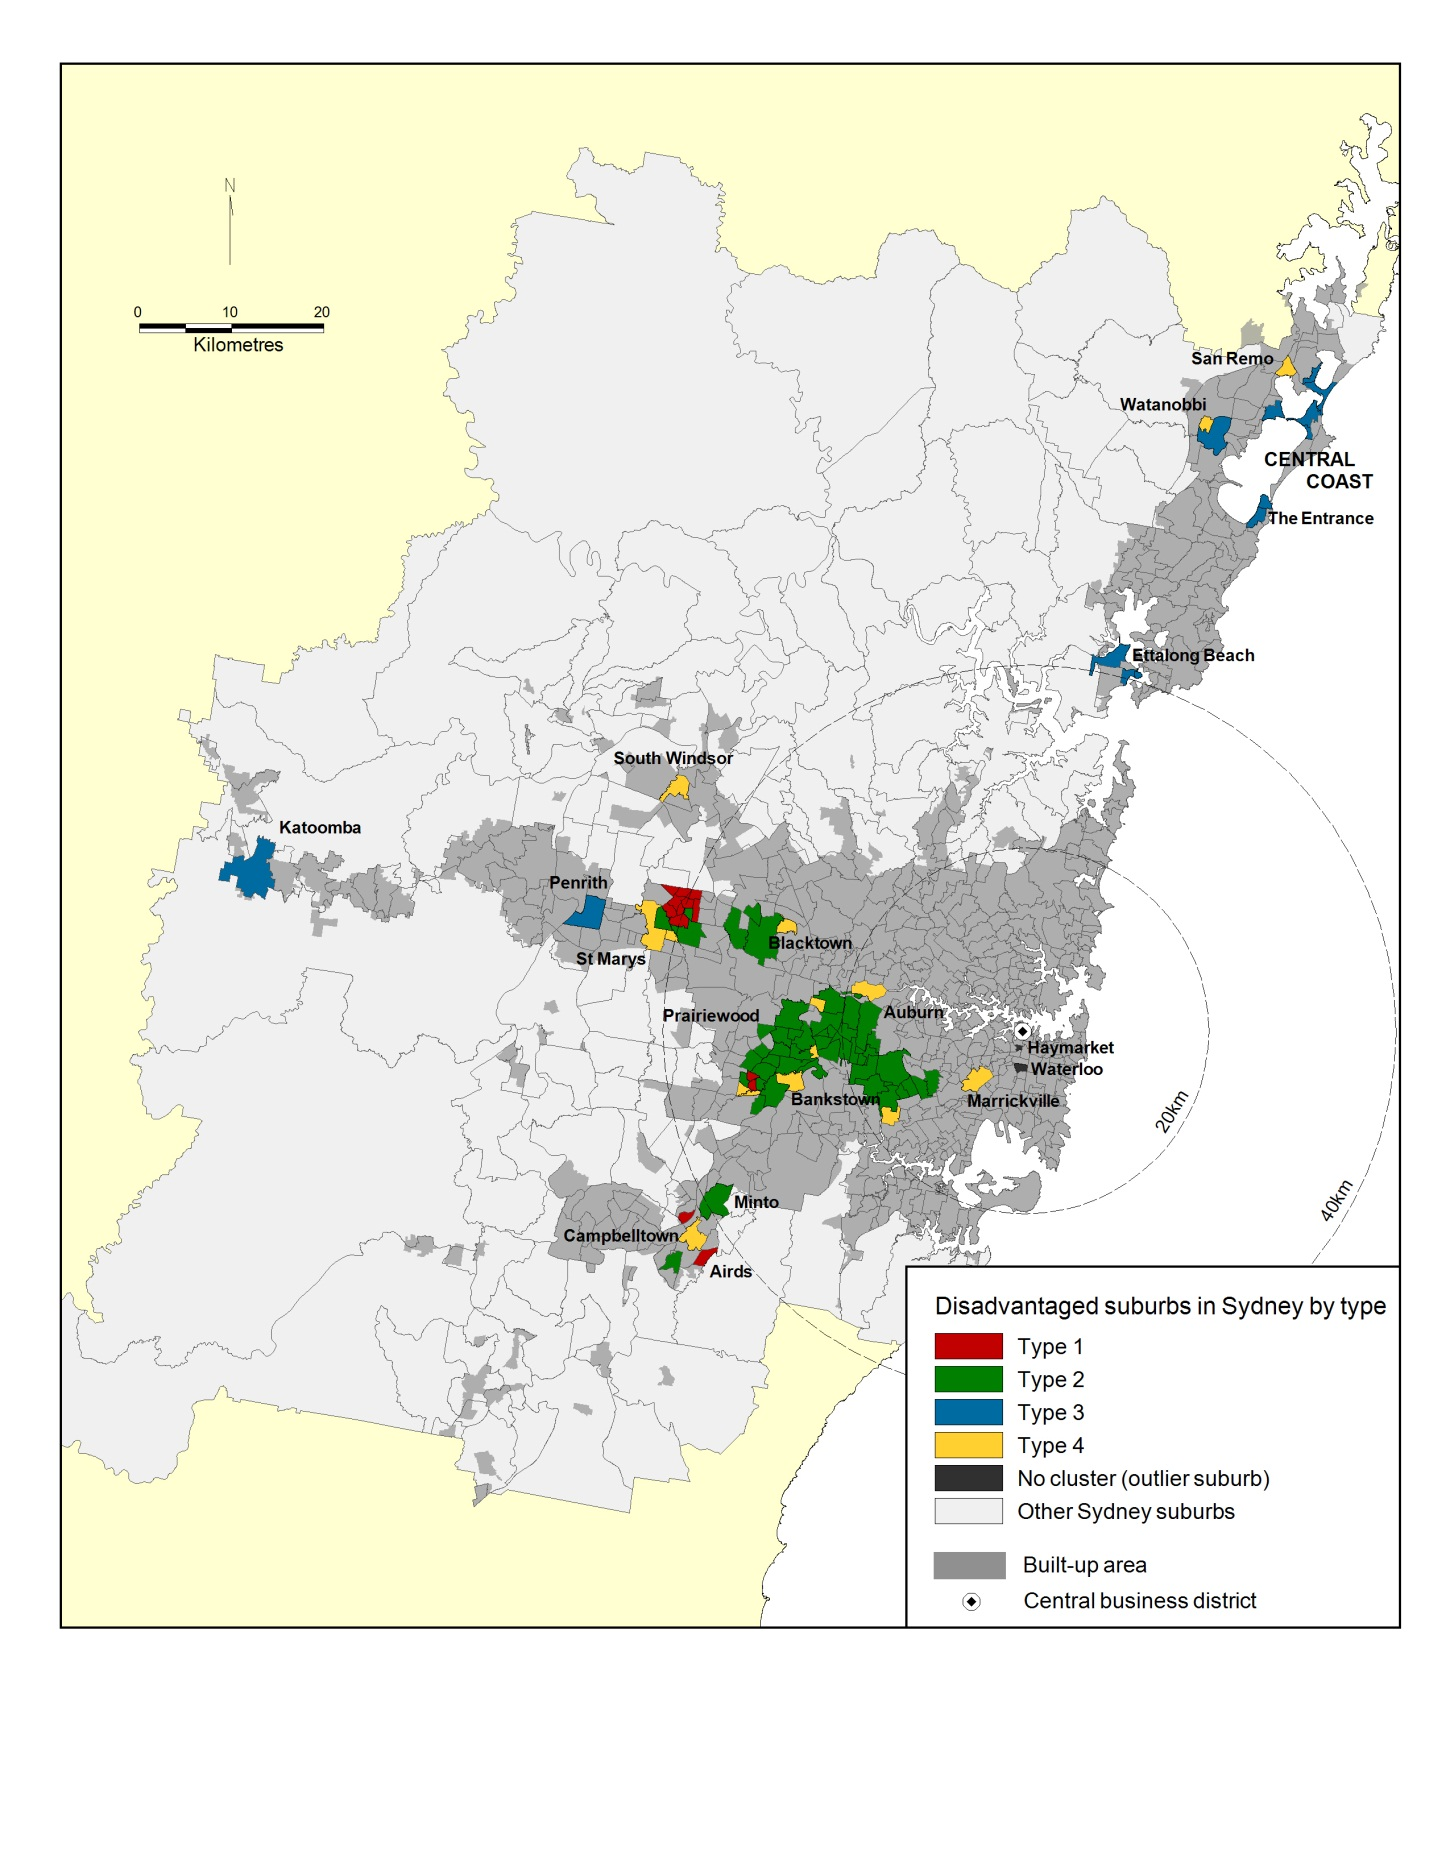 N
0 10 20
Kilometres
San Remo
Watanobbi
CENTRAL
COAST
The Entrance
Ettalong Beach
South Windsor
Katoomba
Penrith
Blacktown
St Marys
Prairiewood
Auburn
Haymarket
Waterloo
Bankstown
Marrickville
20km
40km
Minto
Campbelltown
Airds
Disadvantaged suburbs in Sydney by type
Type 1
Type 2
Type 3
Type 4
No cluster (outlier suburb)
Other Sydney suburbs
Built-up area
Central business district